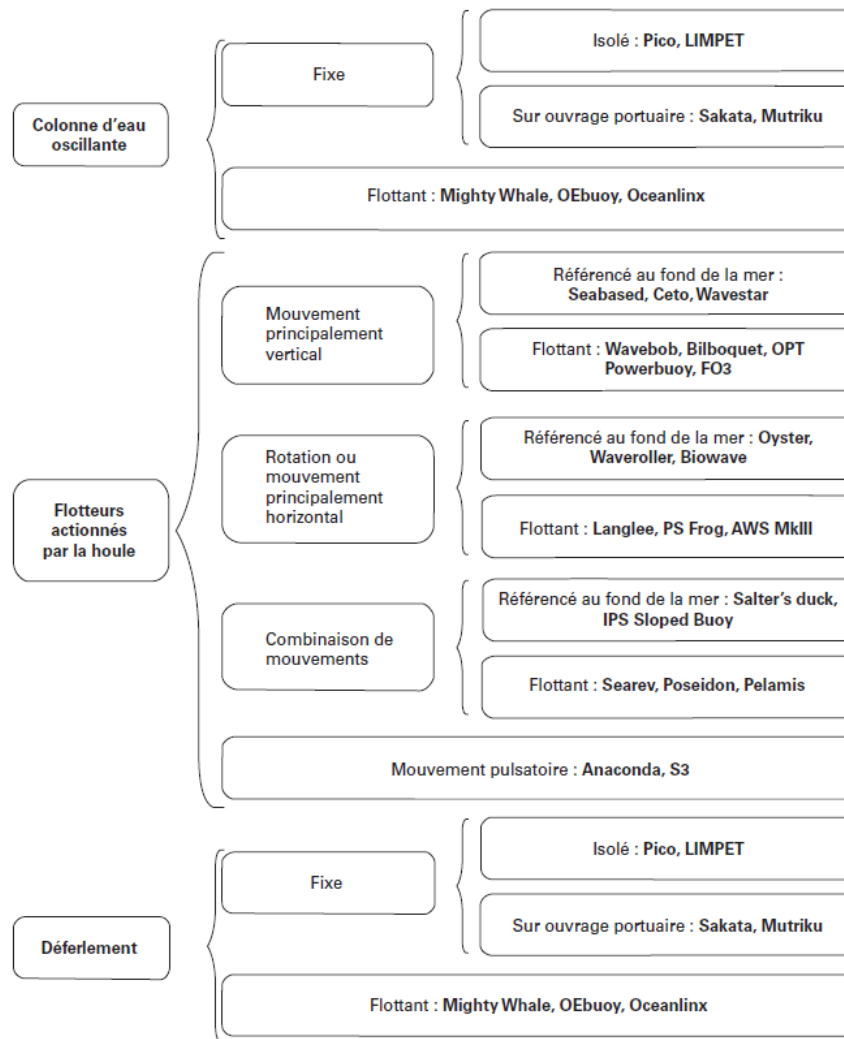 Colonne d'eau
oscillante
Fixe
Isolé : Pico, LIMPET
Sur ouvrage portuaire : Sakata, Mutriku
Flottant : Mighty Whale, OEbuoy, Oceanlinx
Flotteurs
actionnés
par la houle
Mouvement
principalement
vertical
Référencé au fond de la mer :
Seabased, Ceto, Wavestar
Flottant : Wavebob, Bilboquet, OPT
Powerbuoy, FO3
Rotation ou
mouvement
principalement
horizontal
Référencé au fond de la mer : Oyster,
Waveroller, Biowave
Flottant : Langlee, PS Frog, AWS MkIII
Combinaison de
mouvements
Référencé au fond de la mer : Salter's duck,
IPS Sloped Buoy
Flottant : Searev, Poseidon, Pelamis
Mouvement pulsatoire : Anaconda, S3
Déferlement
Fixe
Isolé : Pico, LIMPET
Sur ouvrage portuaire : Sakata, Mutriku
Flottant : Mighty Whale, OEbuoy, Oceanlinx